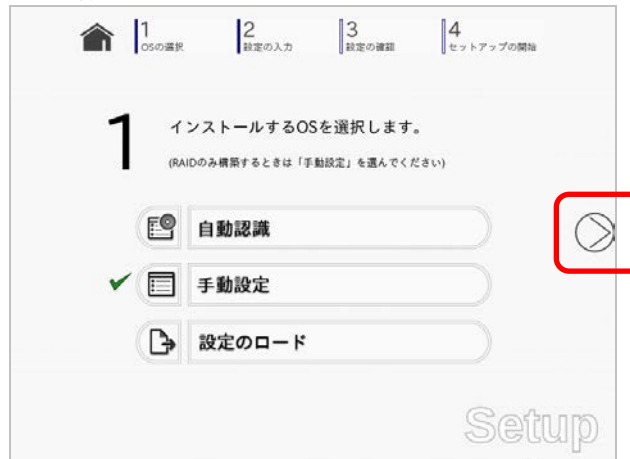 1
OSの選択
2
設定の入力
3
設定の確認
4
セットアップの開始
1
インストールするOSを選択します。
(RAIDのみ構築するときは「手動設定」を選んでください)
自動認識
手動設定
設定のロード
Setup